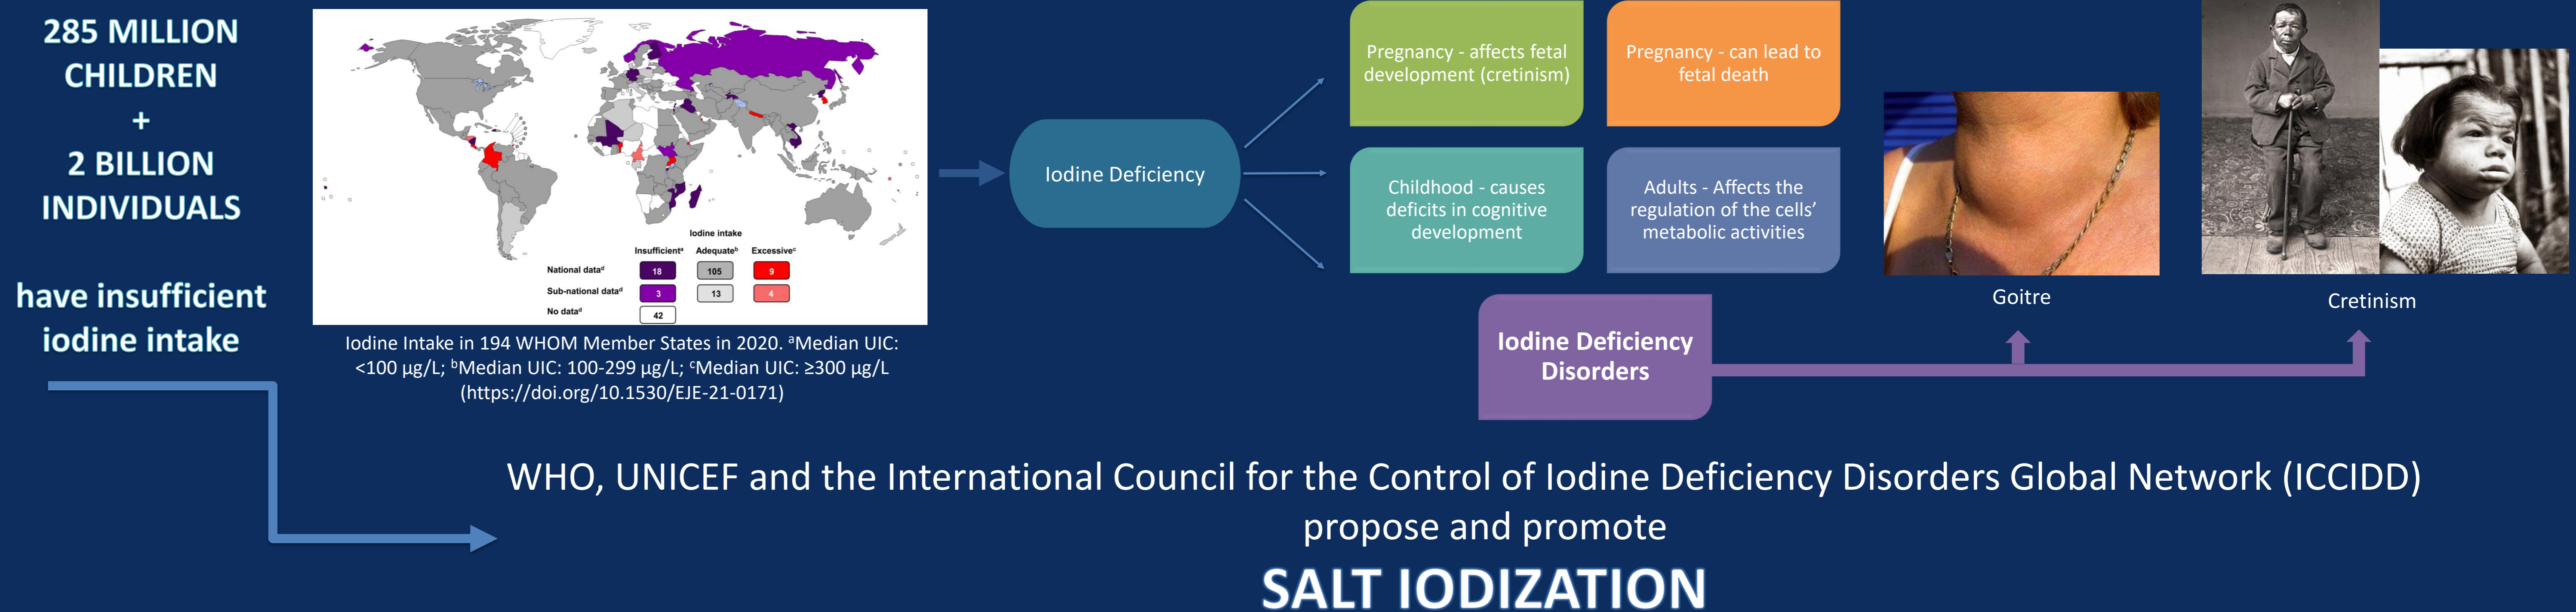 285 MILLION
CHILDREN
+
2 BILLION
INDIVIDUALS
have insufficient
iodine intake
Iodine intake
Insufficientᵃ Adequateᵇ Excessiveᶜ
National dataᵈ 18 105 9
Sub-national dataᵈ 3 13 4
No dataᵈ 42
Iodine Intake in 194 WHOM Member States in 2020. ᵃMedian UIC:
<100 µg/L; ᵇMedian UIC: 100-299 µg/L; ᶜMedian UIC: ≥300 µg/L
(https://doi.org/10.1530/EJE-21-0171)
Iodine Deficiency
Pregnancy - affects fetal
development (cretinism)
Pregnancy - can lead to
fetal death
Childhood - causes
deficits in cognitive
development
Adults - Affects the
regulation of the cells’
metabolic activities
Iodine Deficiency
Disorders
Goitre
Cretinism
WHO, UNICEF and the International Council for the Control of Iodine Deficiency Disorders Global Network (ICCIDD)
propose and promote
SALT IODIZATION